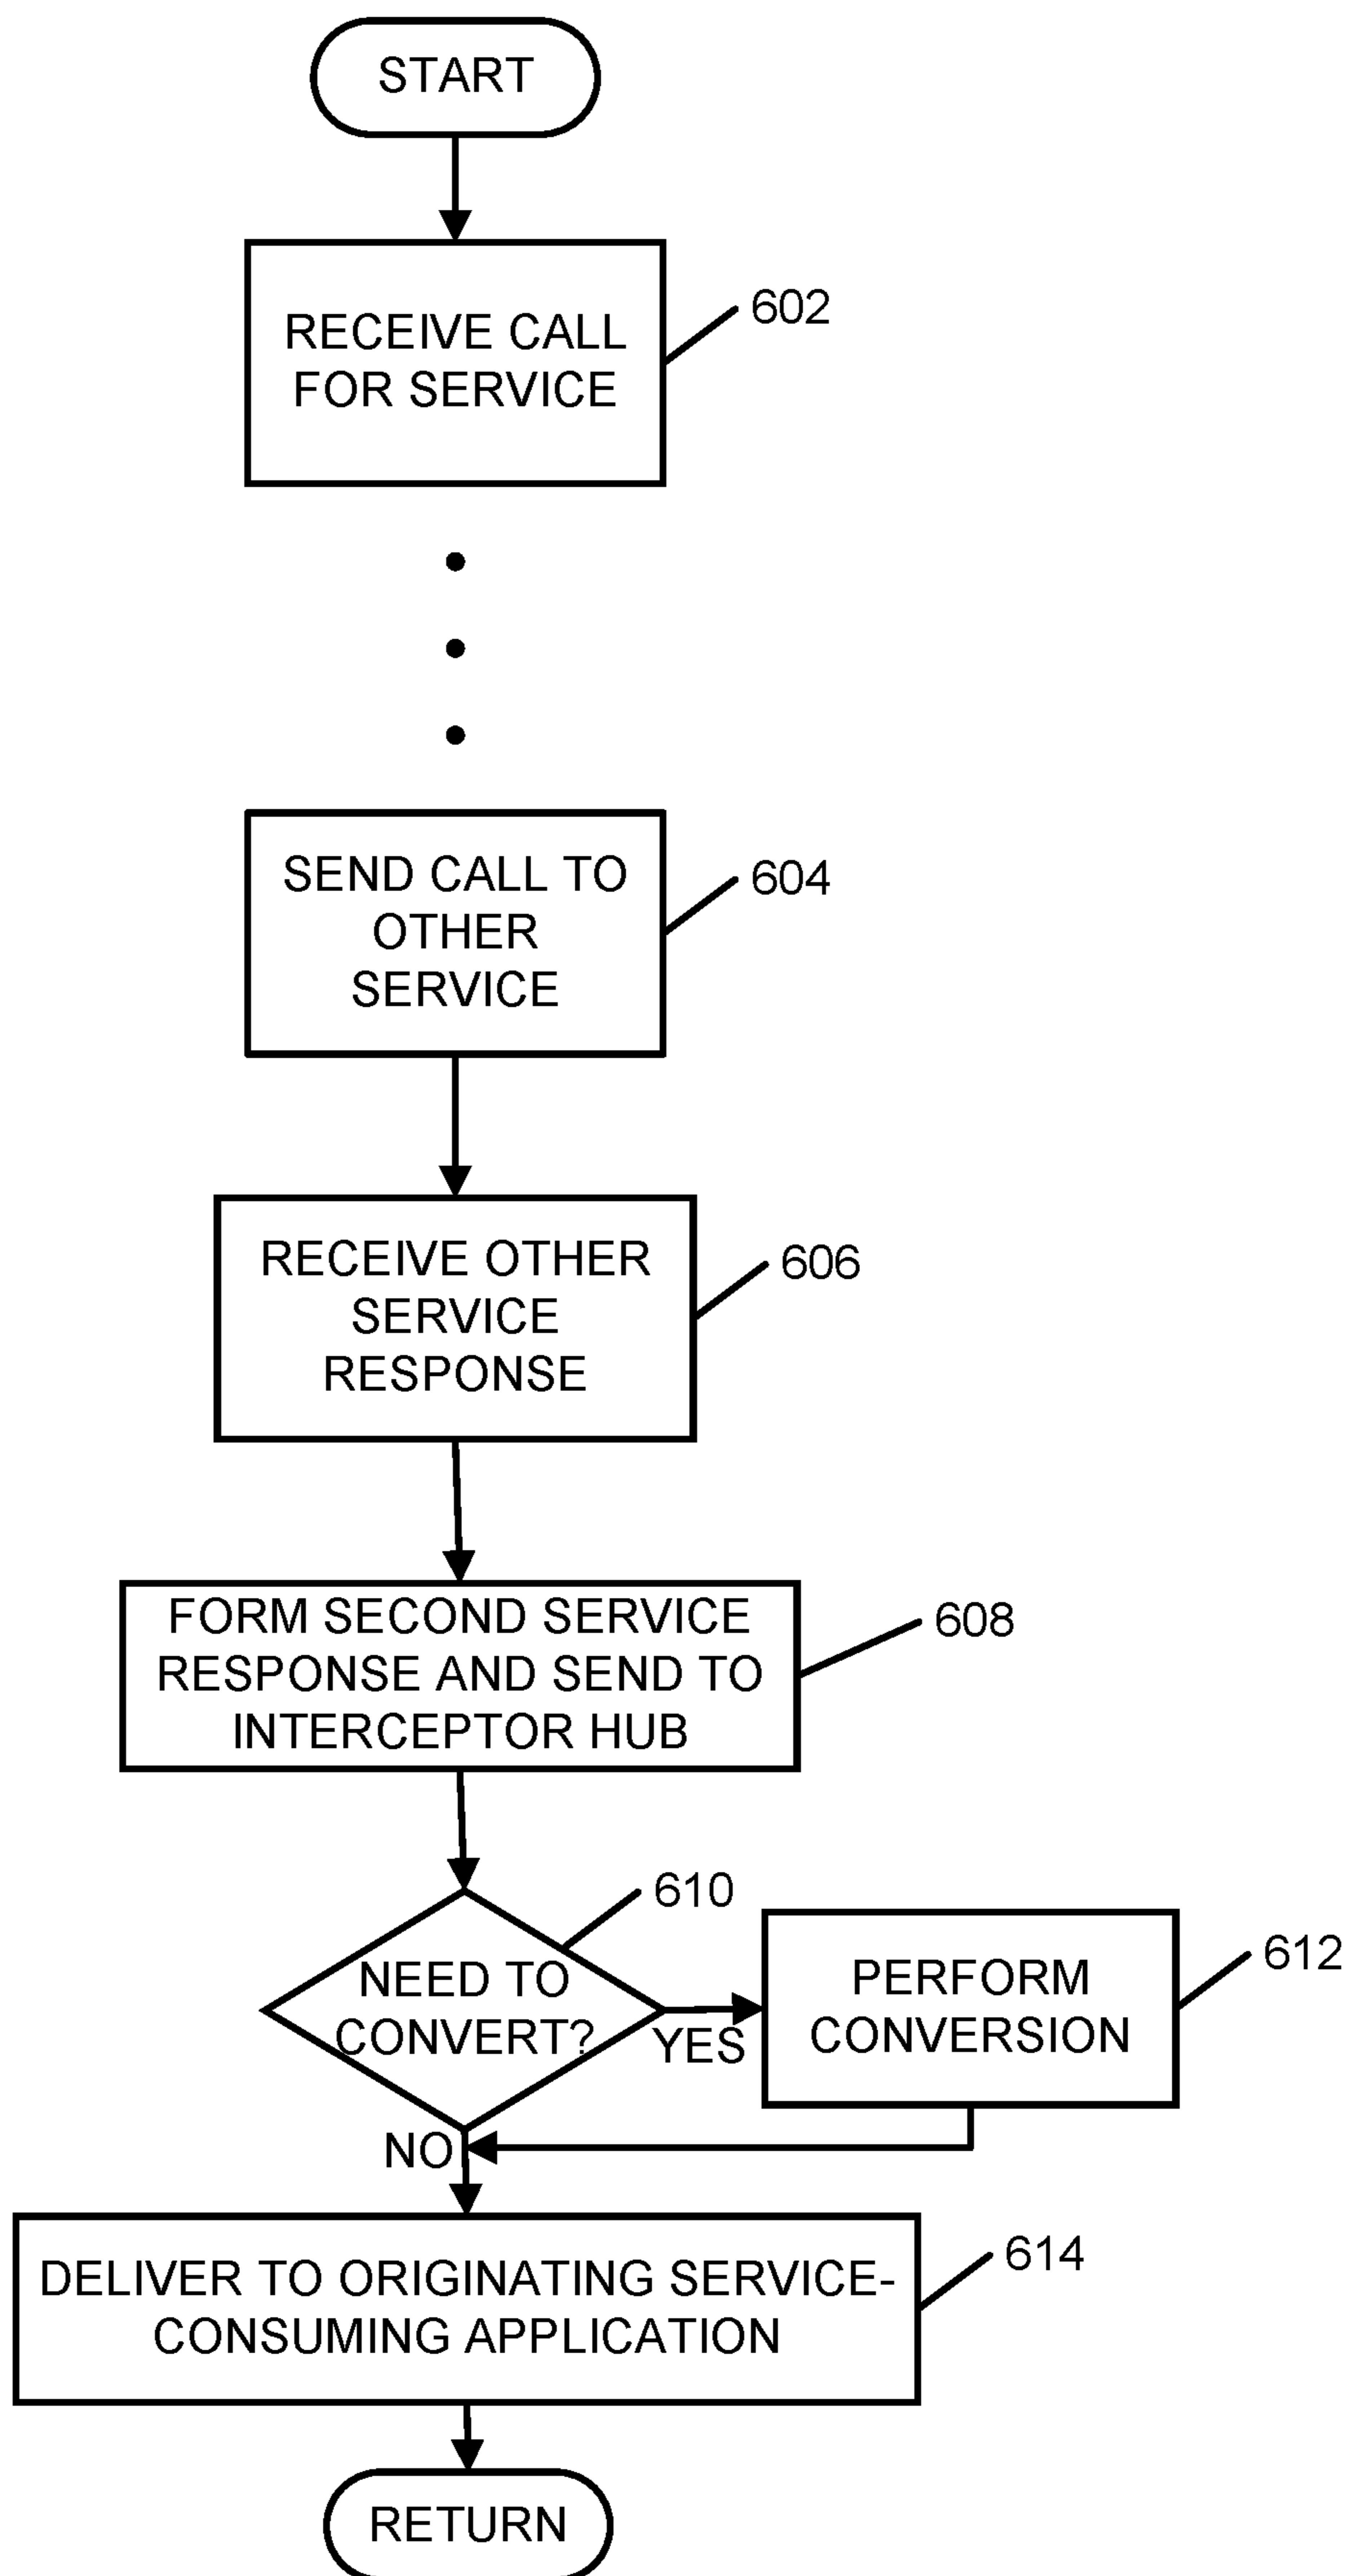 START
RECEIVE CALL
FOR SERVICE
602
SEND CALL TO
OTHER
SERVICE
604
RECEIVE OTHER
SERVICE
RESPONSE
606
FORM SECOND SERVICE
RESPONSE AND SEND TO
INTERCEPTOR HUB
608
610
NEED TO
CONVERT?
YES
PERFORM
CONVERSION
612
NO
DELIVER TO ORIGINATING SERVICE-
CONSUMING APPLICATION
614
RETURN